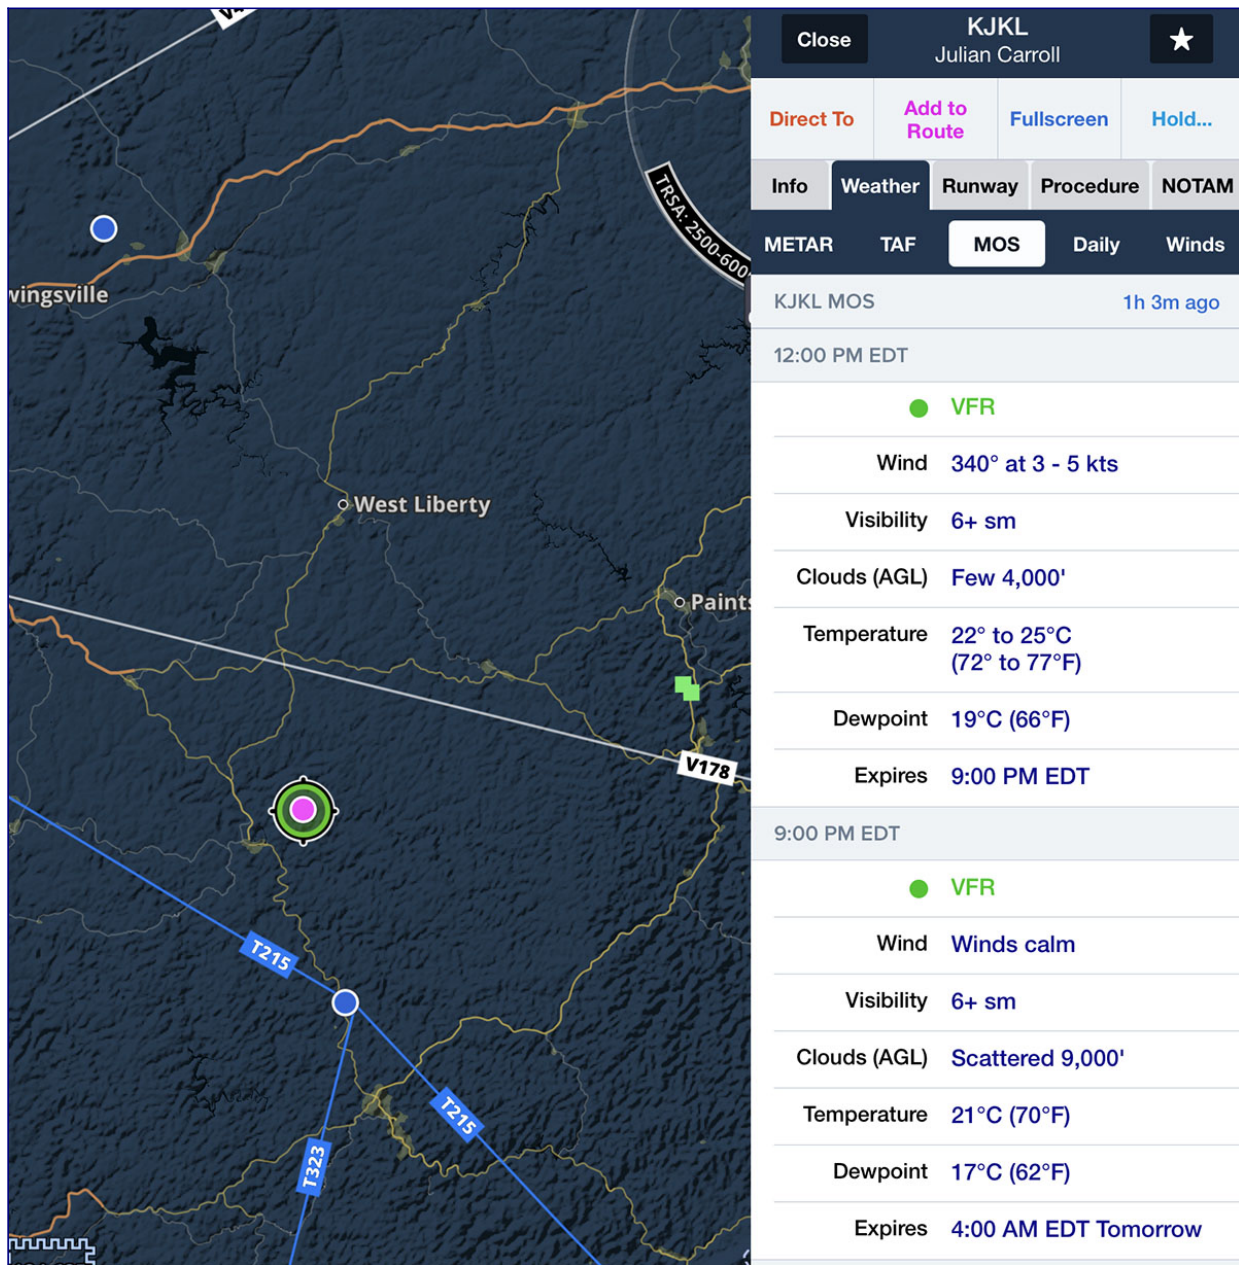 V4
TRSA: 2500-600
wingsville
West Liberty
Paints
V178
T215
T215
T323
Close
KJKL
Julian Carroll
★
Direct To
Add to
Route
Fullscreen
Hold...
Info
Weather
Runway
Procedure
NOTAM
METAR
TAF
MOS
Daily
Winds
KJKL MOS
1h 3m ago
12:00 PM EDT
VFR
Wind 340° at 3 - 5 kts
Visibility 6+ sm
Clouds (AGL) Few 4,000'
Temperature 22° to 25°C
(72° to 77°F)
Dewpoint 19°C (66°F)
Expires 9:00 PM EDT
9:00 PM EDT
VFR
Wind Winds calm
Visibility 6+ sm
Clouds (AGL) Scattered 9,000'
Temperature 21°C (70°F)
Dewpoint 17°C (62°F)
Expires 4:00 AM EDT Tomorrow